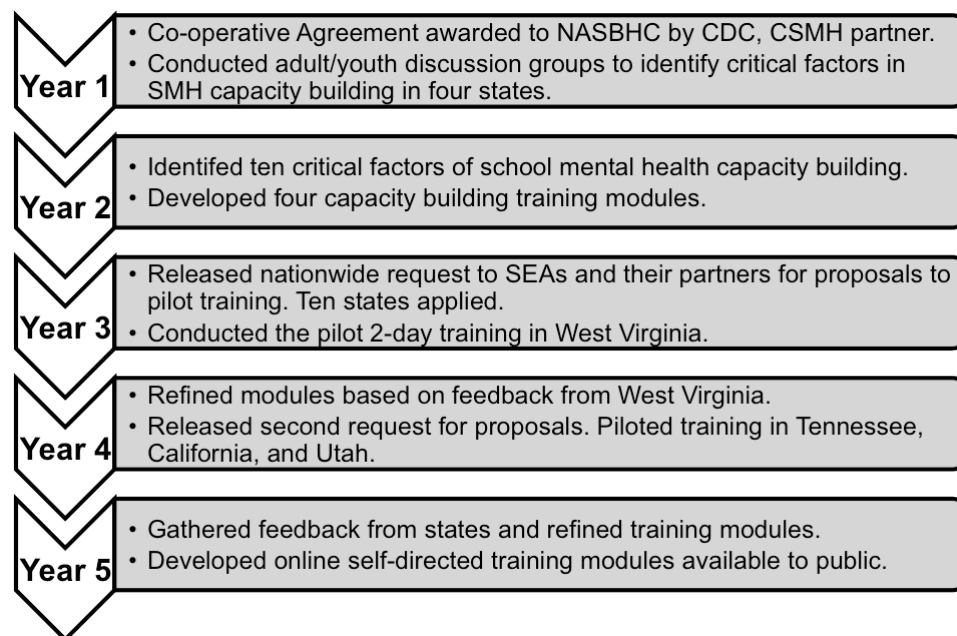 Year 1
• Co-operative Agreement awarded to NASBHC by CDC, CSMH partner.
• Conducted adult/youth discussion groups to identify critical factors in
SMH capacity building in four states.
Year 2
• Identifed ten critical factors of school mental health capacity building.
• Developed four capacity building training modules.
Year 3
• Released nationwide request to SEAs and their partners for proposals to
pilot training. Ten states applied.
• Conducted the pilot 2-day training in West Virginia.
Year 4
• Refined modules based on feedback from West Virginia.
• Released second request for proposals. Piloted training in Tennessee,
California, and Utah.
Year 5
• Gathered feedback from states and refined training modules.
• Developed online self-directed training modules available to public.